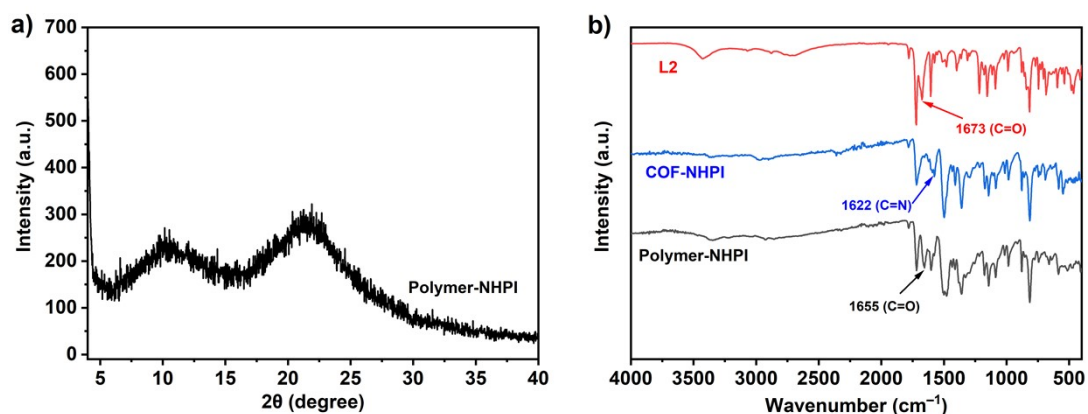 a)
Intensity (a.u.)
700
600
500
400
300
200
100
0
Polymer-NHPI
5 10 15 20 25 30 35 40
2θ (degree)
b)
Intensity (a.u.)
L2
1673 (C=O)
COF-NHPI
1622 (C=N)
Polymer-NHPI
1655 (C=O)
4000 3500 3000 2500 2000 1500 1000 500
Wavenumber (cm⁻¹)